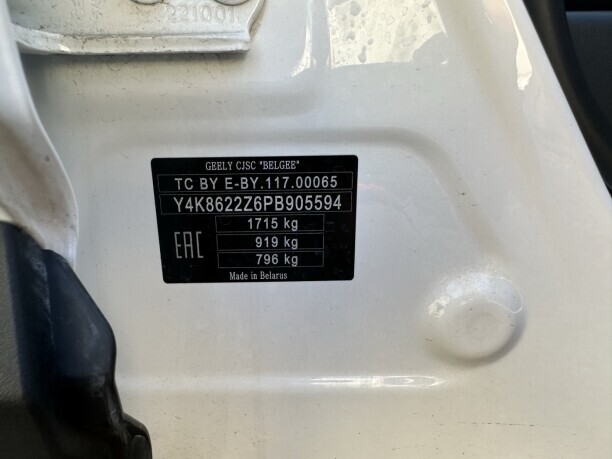 221001
GEELY CJSC "BELGEE"
TC BY E-BY.117.00065
Y4K8622Z6PB905594
EAC
1715 kg
919 kg
796 kg
Made in Belarus